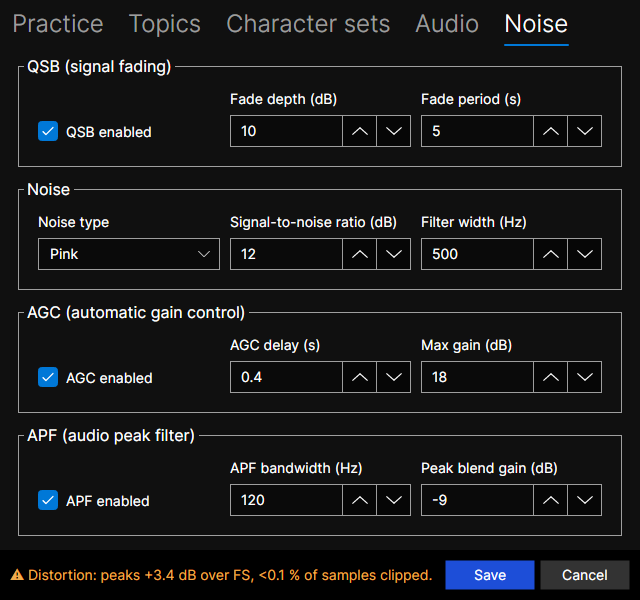 Practice Topics Character sets Audio Noise
QSB (signal fading)
Fade depth (dB) Fade period (s)
QSB enabled 10 5
Noise
Noise type Signal-to-noise ratio (dB) Filter width (Hz)
Pink 12 500
AGC (automatic gain control)
AGC delay (s) Max gain (dB)
AGC enabled 0.4 18
APF (audio peak filter)
APF bandwidth (Hz) Peak blend gain (dB)
APF enabled 120 -9
Distortion: peaks +3.4 dB over FS, <0.1 % of samples clipped. Save Cancel